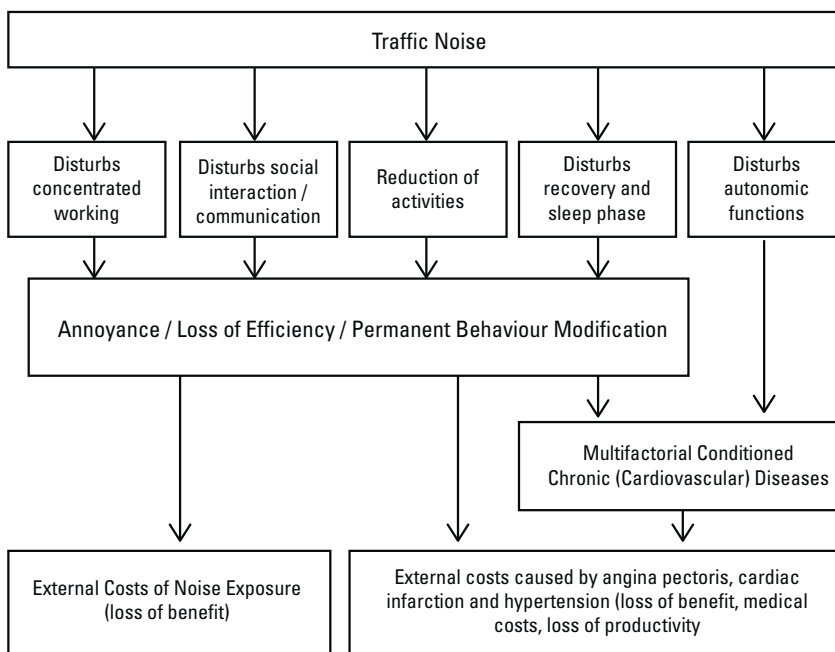 Traffic Noise
Disturbs
concentrated
working
Disturbs social
interaction /
communication
Reduction of
activities
Disturbs
recovery and
sleep phase
Disturbs
autonomic
functions
Annoyance / Loss of Efficiency / Permanent Behaviour Modification
Multifactorial Conditioned
Chronic (Cardiovascular) Diseases
External Costs of Noise Exposure
(loss of benefit)
External costs caused by angina pectoris, cardiac
infarction and hypertension (loss of benefit, medical
costs, loss of productivity